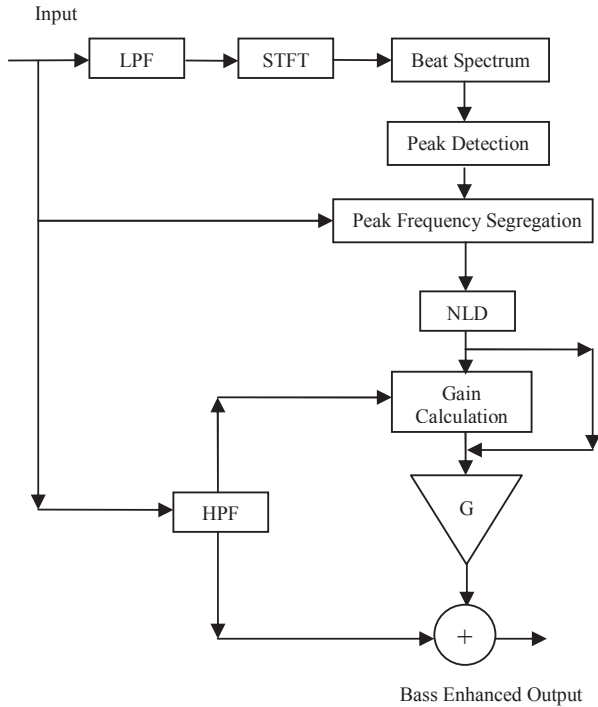 Input
LPF
STFT
Beat Spectrum
Peak Detection
Peak Frequency Segregation
NLD
Gain
Calculation
G
HPF
+
Bass Enhanced Output